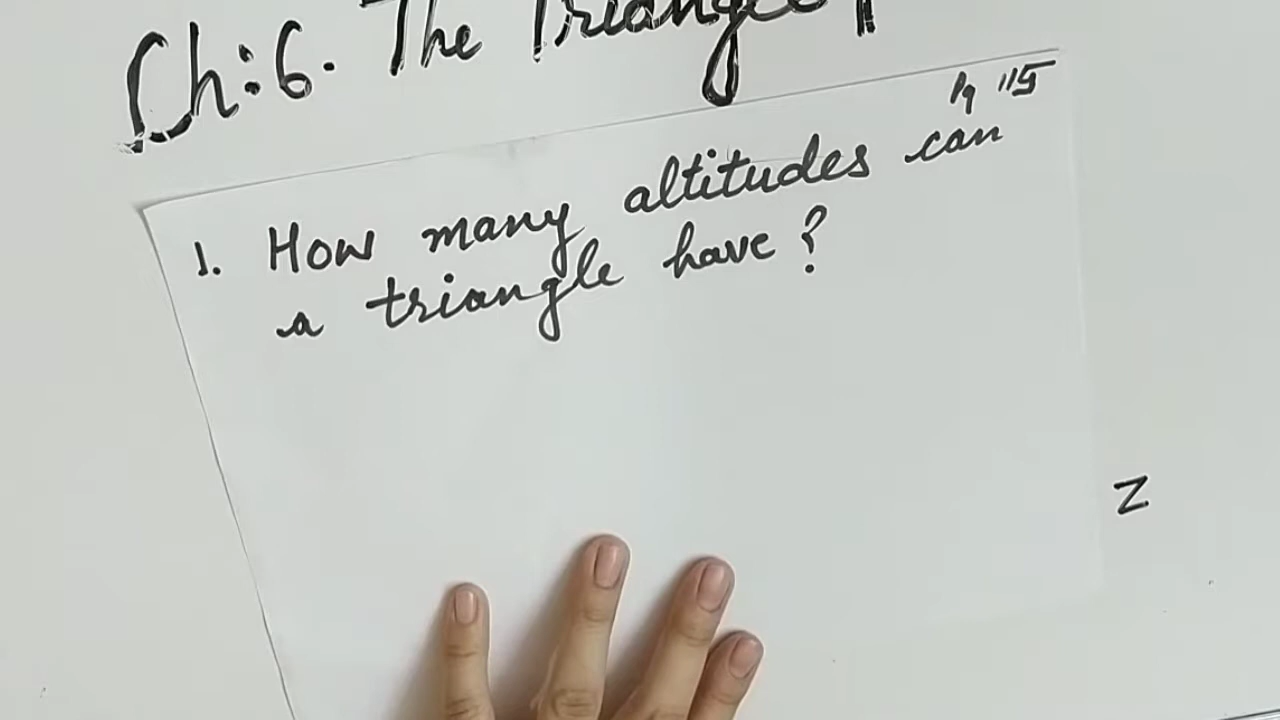 Ch:6. The Triangle
Pg 115
1. How many altitudes can
a triangle have?
Z